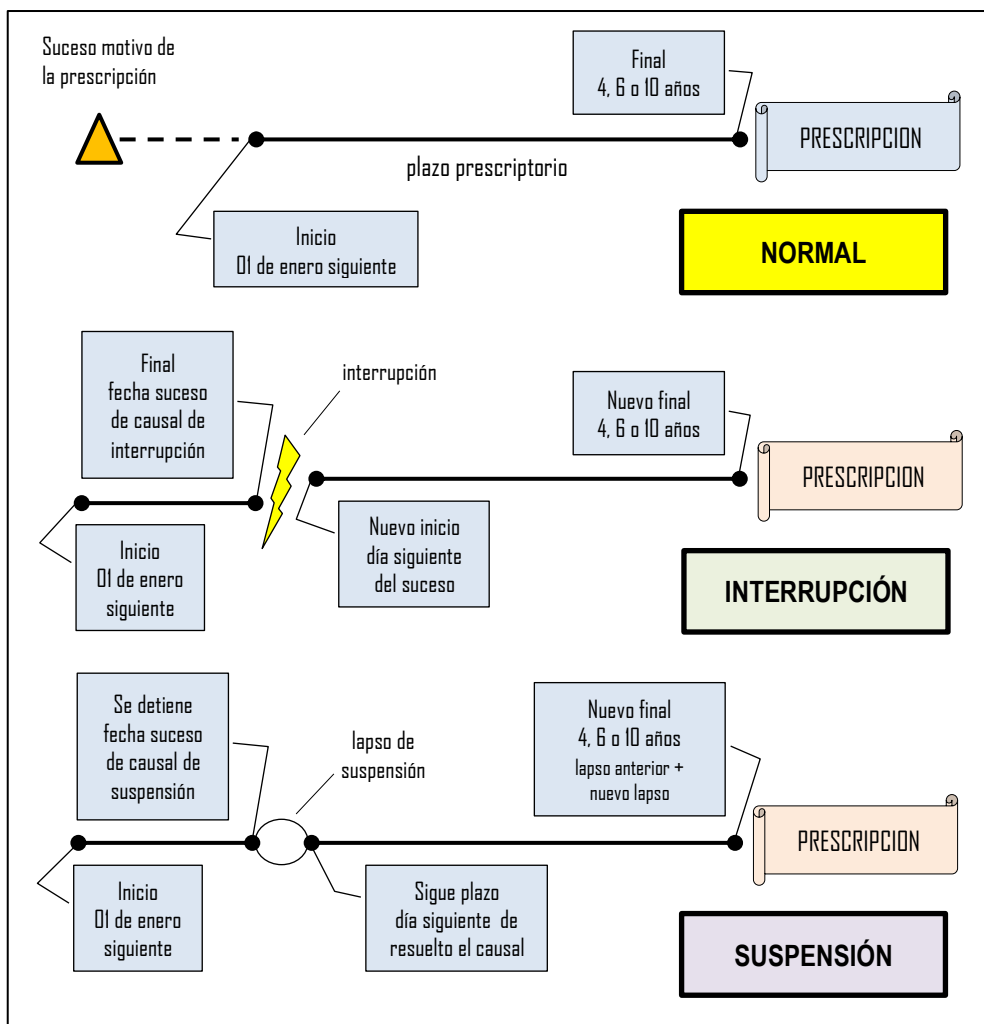 Suceso motivo de
la prescripción
Final
4, 6 o 10 años
PRESCRIPCION
plazo prescriptorio
Inicio
01 de enero siguiente
NORMAL
Final
fecha suceso
de causal de
interrupción
interrupción
Nuevo final
4, 6 o 10 años
PRESCRIPCION
Inicio
01 de enero
siguiente
Nuevo inicio
día siguiente
del suceso
INTERRUPCIÓN
Se detiene
fecha suceso
de causal de
suspensión
lapso de
suspensión
Nuevo final
4, 6 o 10 años
lapso anterior +
nuevo lapso
PRESCRIPCION
Inicio
01 de enero
siguiente
Sigue plazo
día siguiente de
resuelto el causal
SUSPENSIÓN